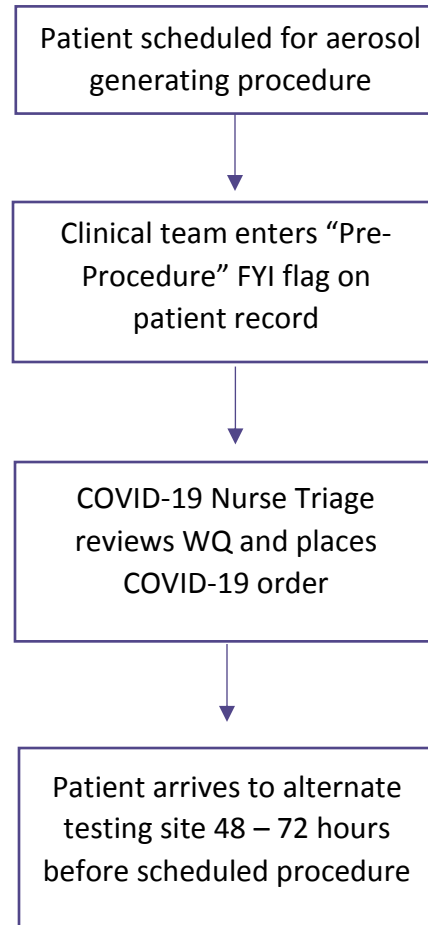 Patient scheduled for aerosol
generating procedure
Clinical team enters “Pre-
Procedure” FYI flag on
patient record
COVID-19 Nurse Triage
reviews WQ and places
COVID-19 order
Patient arrives to alternate
testing site 48 – 72 hours
before scheduled procedure